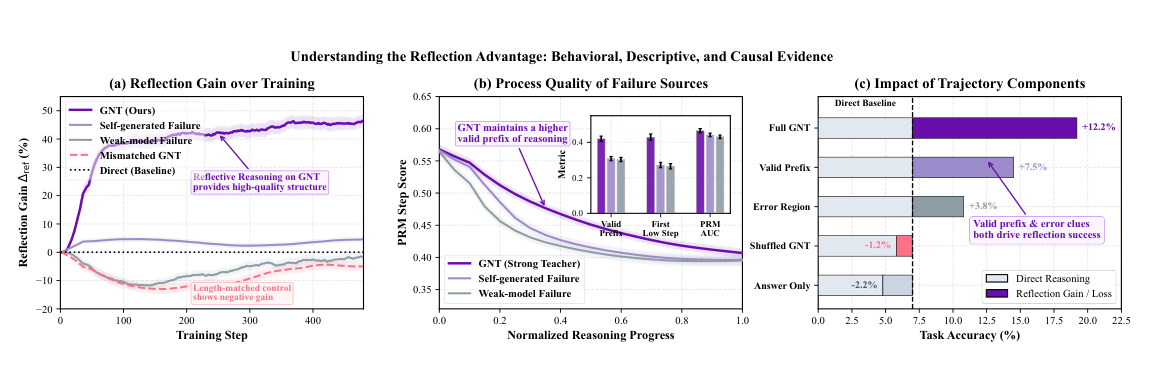 Understanding the Reflection Advantage: Behavioral, Descriptive, and Causal Evidence
(a) Reflection Gain over Training
Reflection Gain Δref (%)
50
40
30
20
10
0
−10
−20
GNT (Ours)
Self-generated Failure
Weak-model Failure
Mismatched GNT
Direct (Baseline)
Reflective Reasoning on GNT
provides high-quality structure
Length-matched control
shows negative gain
0
100
200
300
400
Training Step
(b) Process Quality of Failure Sources
PRM Step Score
0.65
0.60
0.55
0.50
0.45
0.40
0.35
GNT maintains a higher
valid prefix of reasoning
Metric
0.4
0.2
0.0
Valid
Prefix
First
Low Step
PRM
AUC
GNT (Strong Teacher)
Self-generated Failure
Weak-model Failure
0.0
0.2
0.4
0.6
0.8
1.0
Normalized Reasoning Progress
(c) Impact of Trajectory Components
Direct Baseline
Full GNT
+12.2%
Valid Prefix
+7.5%
Error Region
+3.8%
Valid prefix & error clues
both drive reflection success
Shuffled GNT
-1.2%
Answer Only
-2.2%
Direct Reasoning
Reflection Gain / Loss
0.0
2.5
5.0
7.5
10.0
12.5
15.0
17.5
20.0
22.5
Task Accuracy (%)